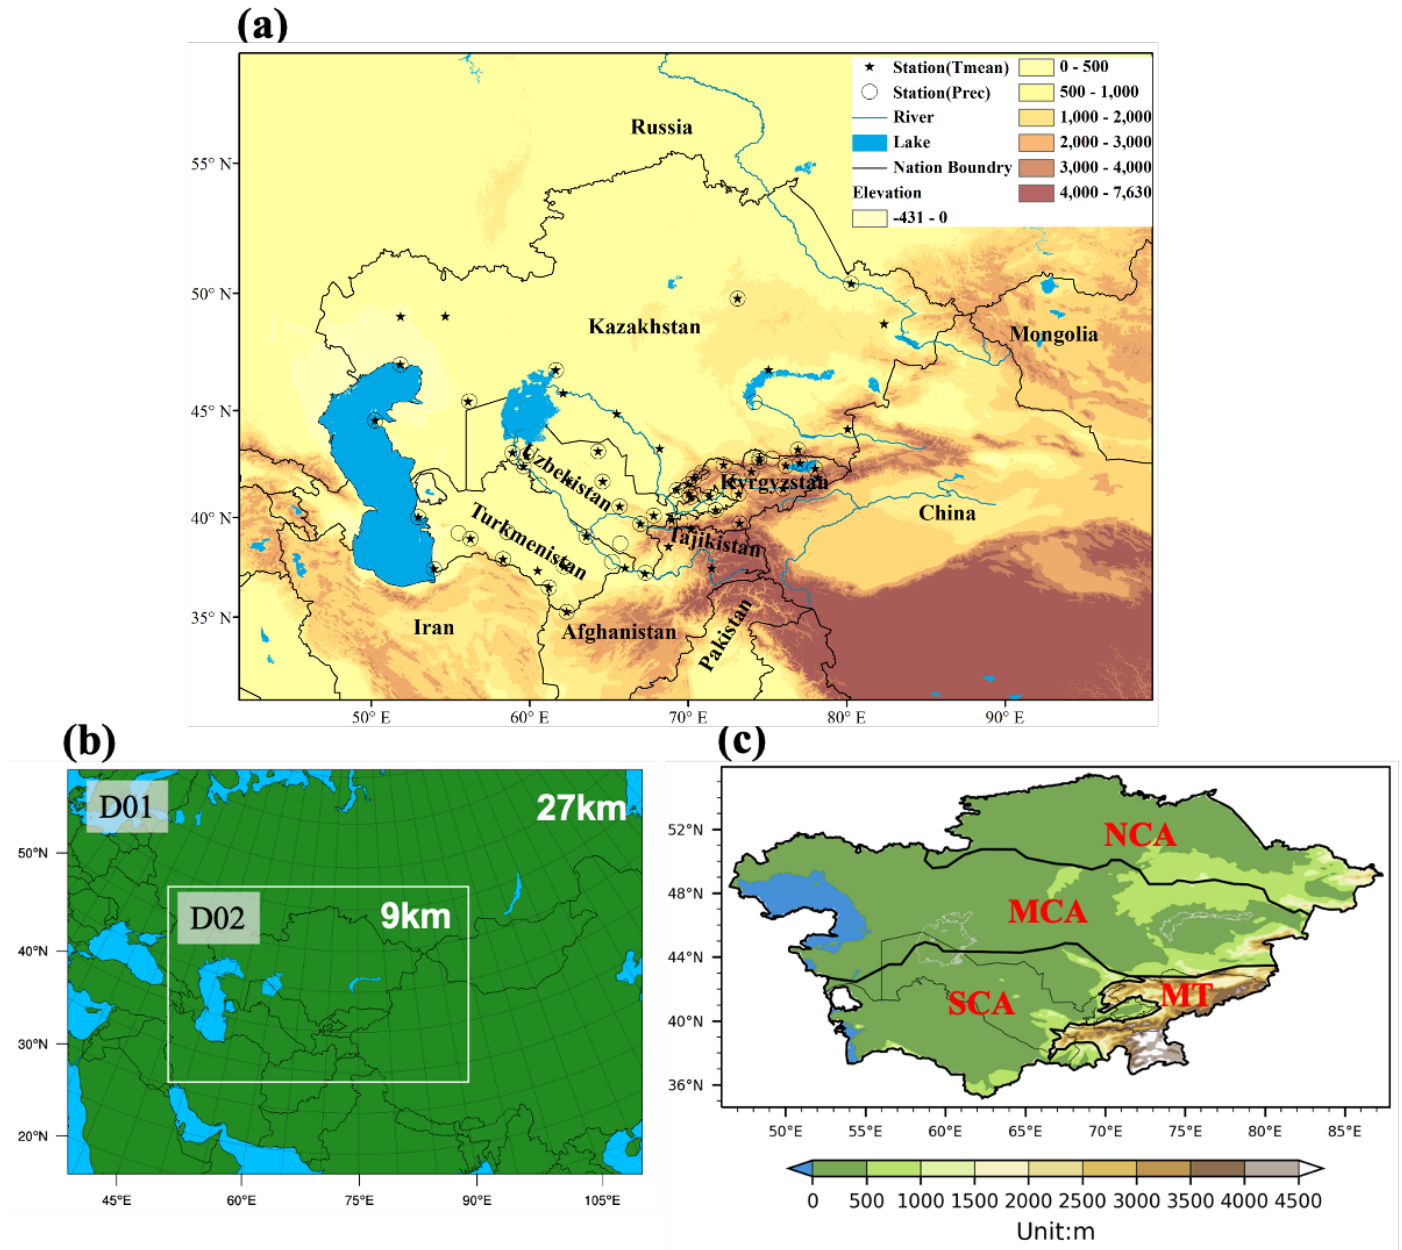 (a)
Station(Tmean)
Station(Prec)
River
Lake
Nation Boundry
Elevation
-431 - 0
0 - 500
500 - 1,000
1,000 - 2,000
2,000 - 3,000
3,000 - 4,000
4,000 - 7,630
Russia
Kazakhstan
Mongolia
Uzbekistan
Kyrgyzstan
Turkmenistan
Tajikistan
China
Iran
Afghanistan
Pakistan
55° N
50° N
45° N
40° N
35° N
50° E
60° E
70° E
80° E
90° E
(b)
D01
27km
D02
9km
50°N
40°N
30°N
20°N
45°E
60°E
75°E
90°E
105°E
(c)
NCA
MCA
SCA
MT
52°N
48°N
44°N
40°N
36°N
50°E
55°E
60°E
65°E
70°E
75°E
80°E
85°E
0 500 1000 1500 2000 2500 3000 3500 4000 4500
Unit:m